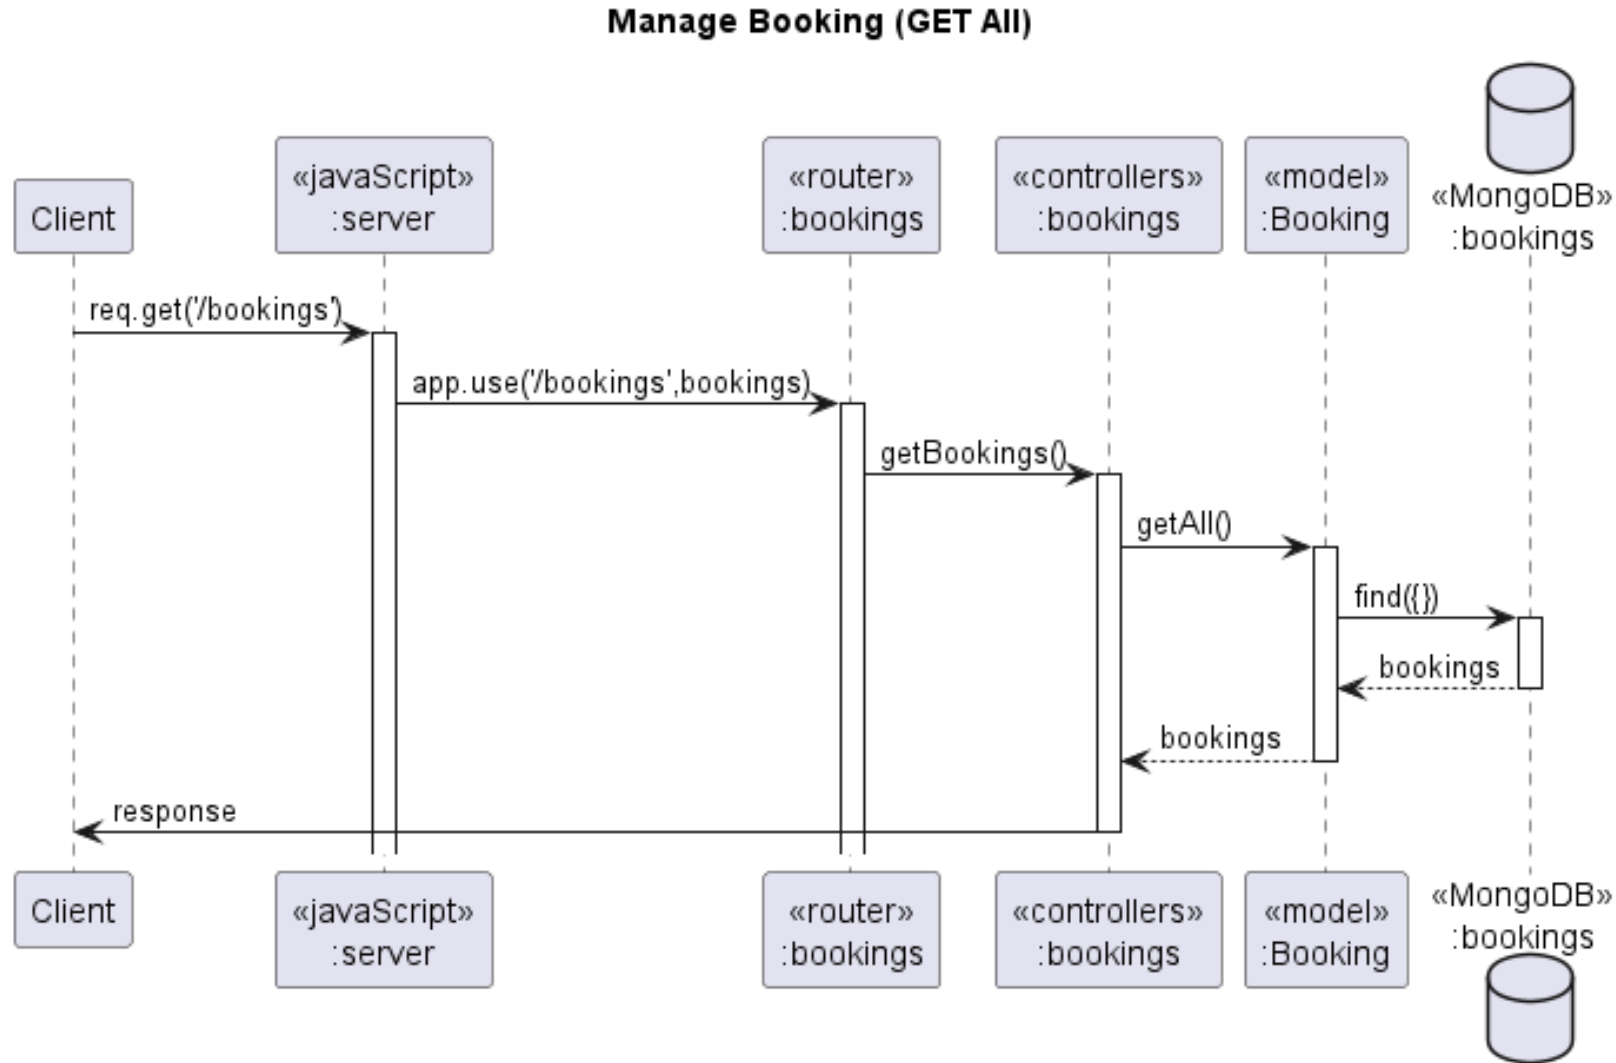 Manage Booking (GET All)
Client
«javaScript»
:server
«router»
:bookings
«controllers»
:bookings
«model»
:Booking
«MongoDB»
:bookings
req.get('/bookings')
app.use('/bookings',bookings)
getBookings()
getAll()
find({})
bookings
bookings
response
Client
«javaScript»
:server
«router»
:bookings
«controllers»
:bookings
«model»
:Booking
«MongoDB»
:bookings